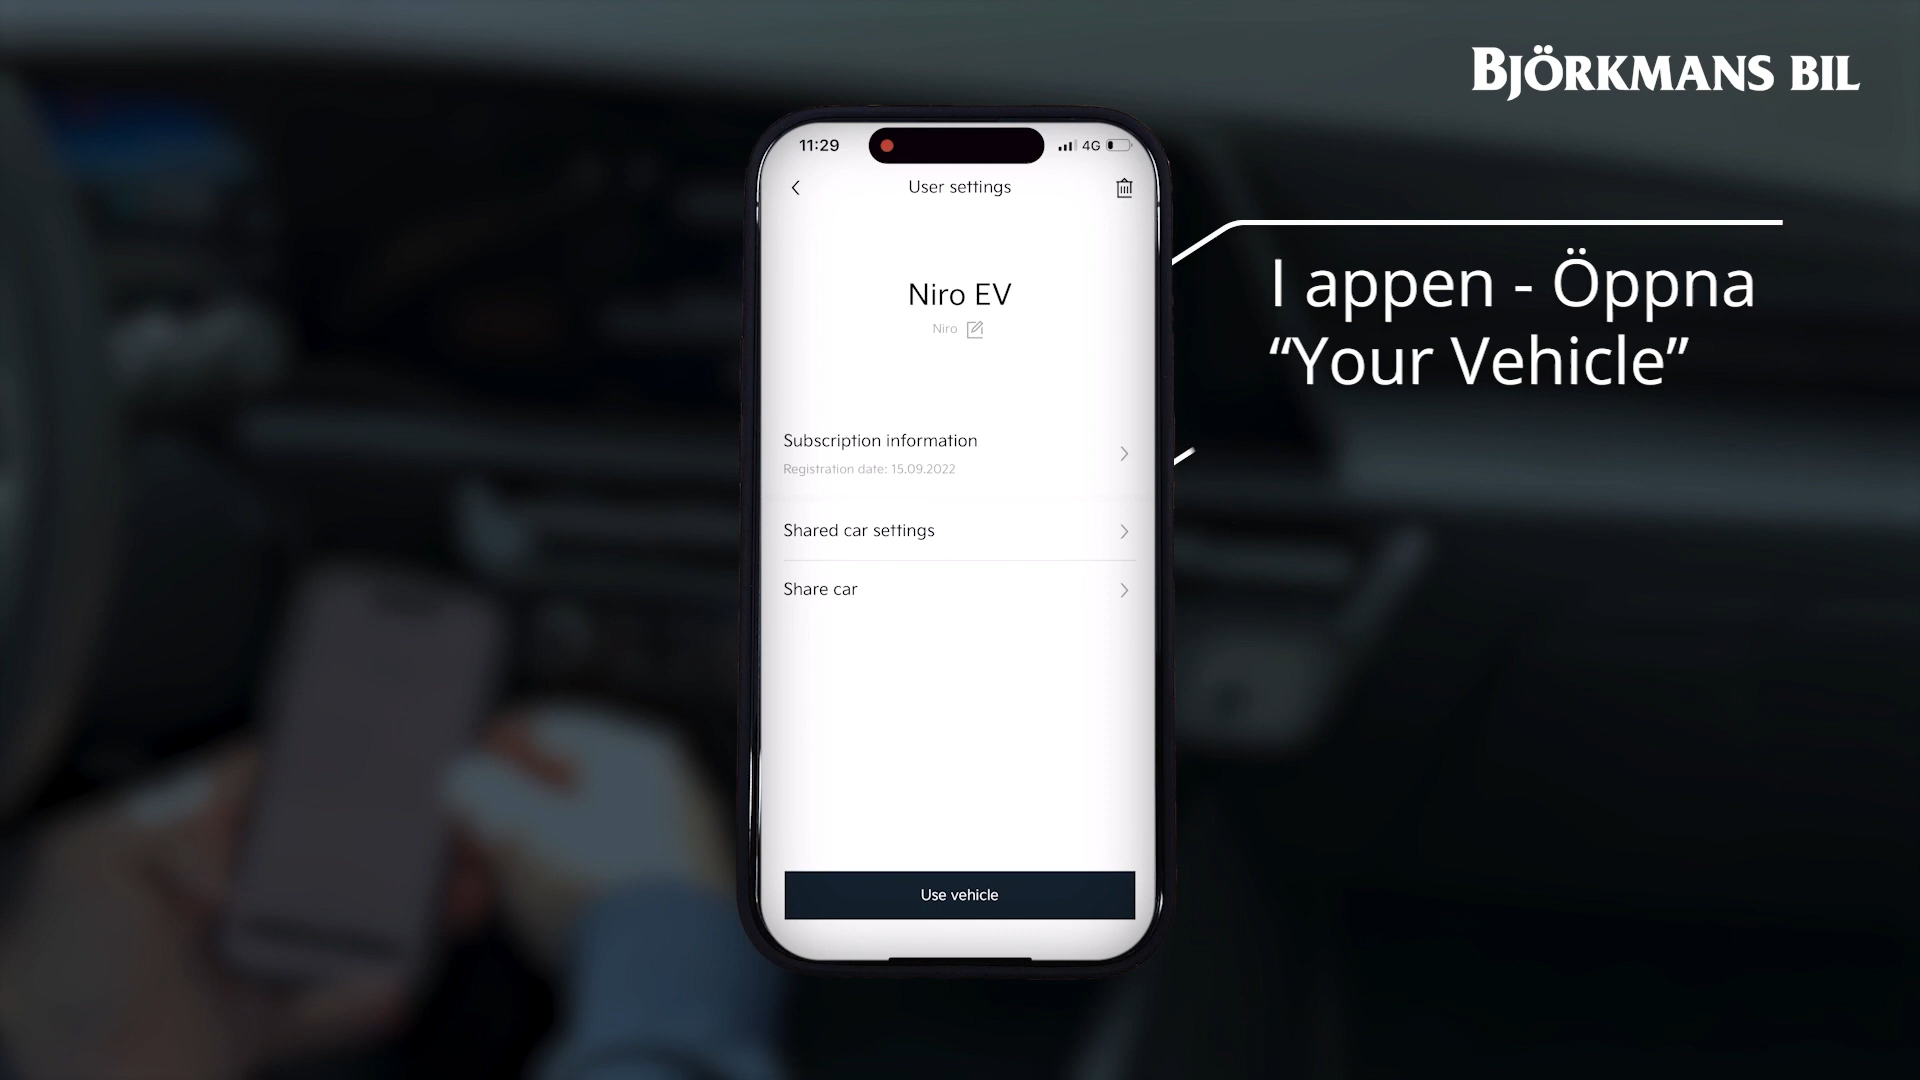 BJÖRKMANS BIL
11:29
4G
User settings
Niro EV
Niro
Subscription information
Registration date: 15.09.2022
Shared car settings
Share car
Use vehicle
I appen - Öppna
“Your Vehicle”